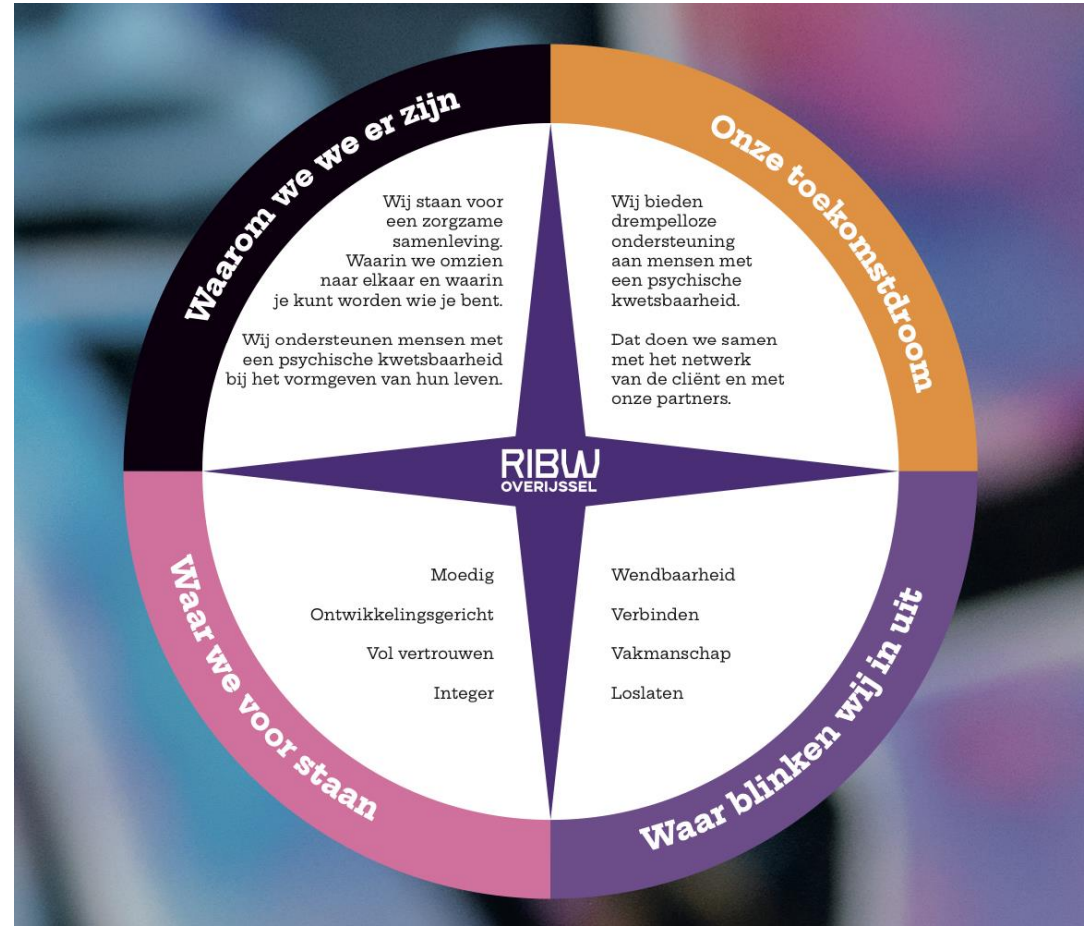 Waarom we we er zijn
Wij staan voor
een zorgzame
samenleving.
Waarin we omzien
naar elkaar en waarin
je kunt worden wie je bent.
Wij ondersteunen mensen met
een psychische kwetsbaarheid
bij het vormgeven van hun leven.
Onze toekomstdroom
Wij bieden
drempelloze
ondersteuning
aan mensen met
een psychische
kwetsbaarheid.
Dat doen we samen
met het netwerk
van de cliënt en met
onze partners.
RIBW
OVERIJSSEL
Waar we voor staan
Moedig
Ontwikkelingsgericht
Vol vertrouwen
Integer
Waar blinken wij in uit
Wendbaarheid
Verbinden
Vakmanschap
Loslaten